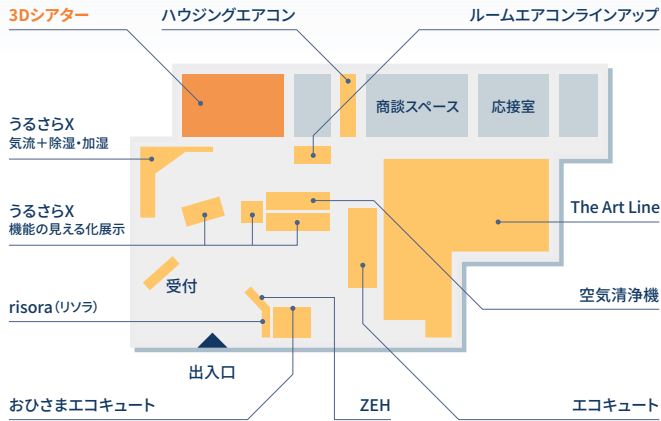 3Dシアター
ハウジングエアコン
ルームエアコンラインアップ
商談スペース
応接室
うるさらX
気流＋除湿・加湿
うるさらX
機能の見える化展示
The Art Line
受付
空気清浄機
risora（リソラ）
出入口
おひさまエコキュート
ZEH
エコキュート